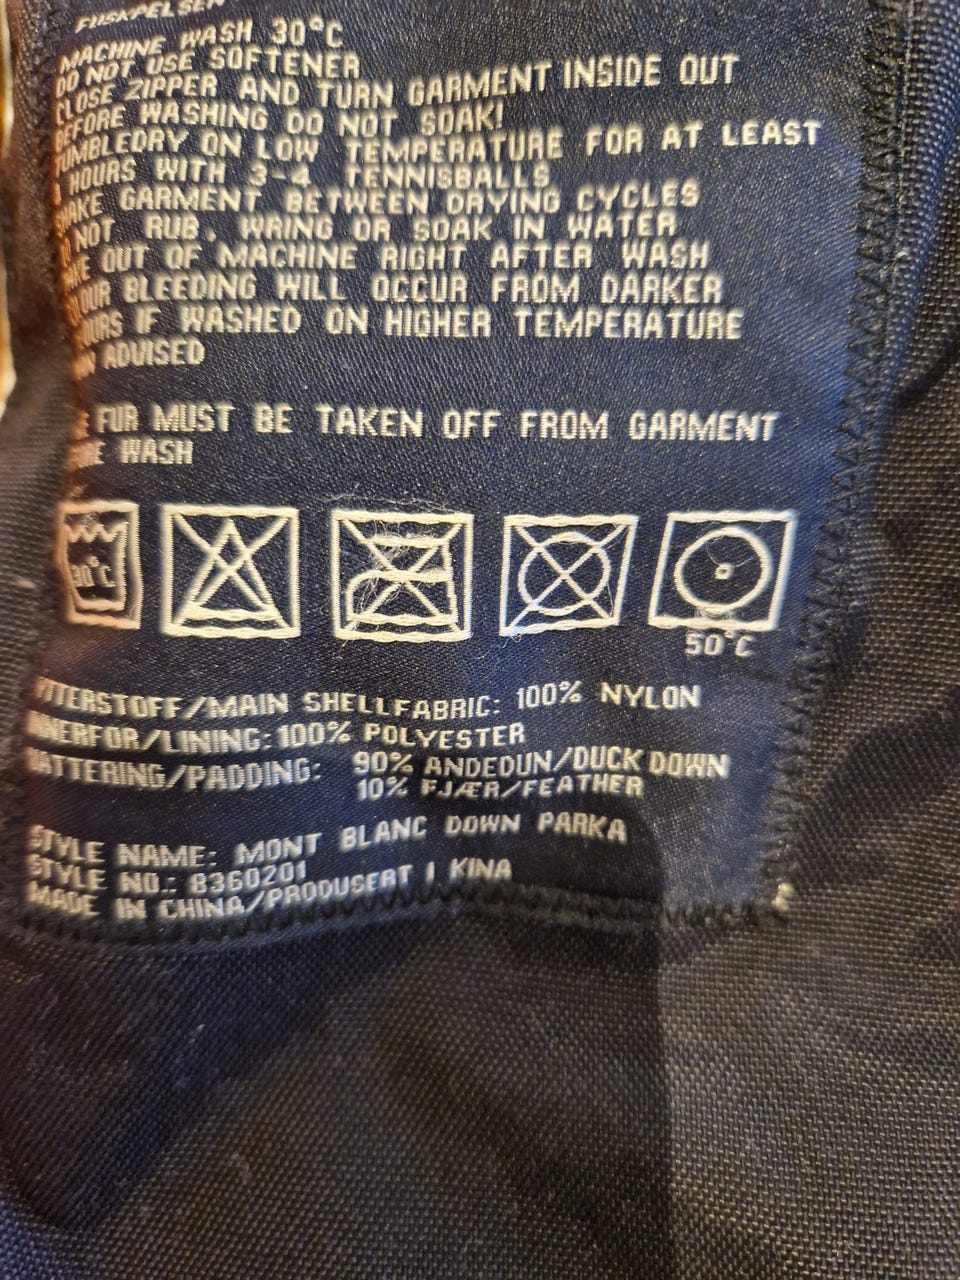 MACHINE WASH 30°C
DO NOT USE SOFTENER
CLOSE ZIPPER AND TURN GARMENT INSIDE OUT
BEFORE WASHING DO NOT SOAK!
TUMBLEDRY ON LOW TEMPERATURE FOR AT LEAST
HOURS WITH 3-4 TENNISBALLS
SHAKE GARMENT BETWEEN DRYING CYCLES
NOT RUB, WRING OR SOAK IN WATER
OUT OF MACHINE RIGHT AFTER WASH
BLEEDING WILL OCCUR FROM DARKER
IF WASHED ON HIGHER TEMPERATURE
ADVISED
FUR MUST BE TAKEN OFF FROM GARMENT
WASH
30°C
50°C
TTERSTOFF/MAIN SHELLFABRIC: 100% NYLON
NNERFOR/LINING: 100% POLYESTER
VATTERING/PADDING: 90% ANDEDUN/DUCK DOWN
10% FJÆR/FEATHER
STYLE NAME: MONT BLANC DOWN PARKA
STYLE NO.: 8360201
MADE IN CHINA/PRODUSERT I KINA